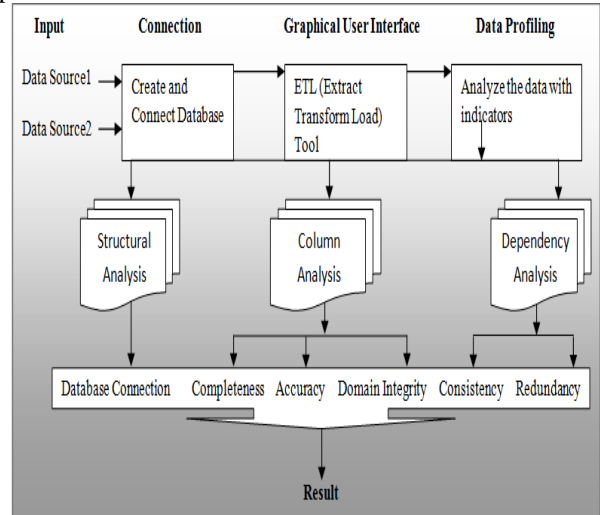 Input Connection Graphical User Interface Data Profiling
Data Source1
Data Source2
Create and
Connect Database
ETL (Extract
Transform Load)
Tool
Analyze the data with
indicators
Structural
Analysis
Column
Analysis
Dependency
Analysis
Database Connection Completeness Accuracy Domain Integrity Consistency Redundancy
Result